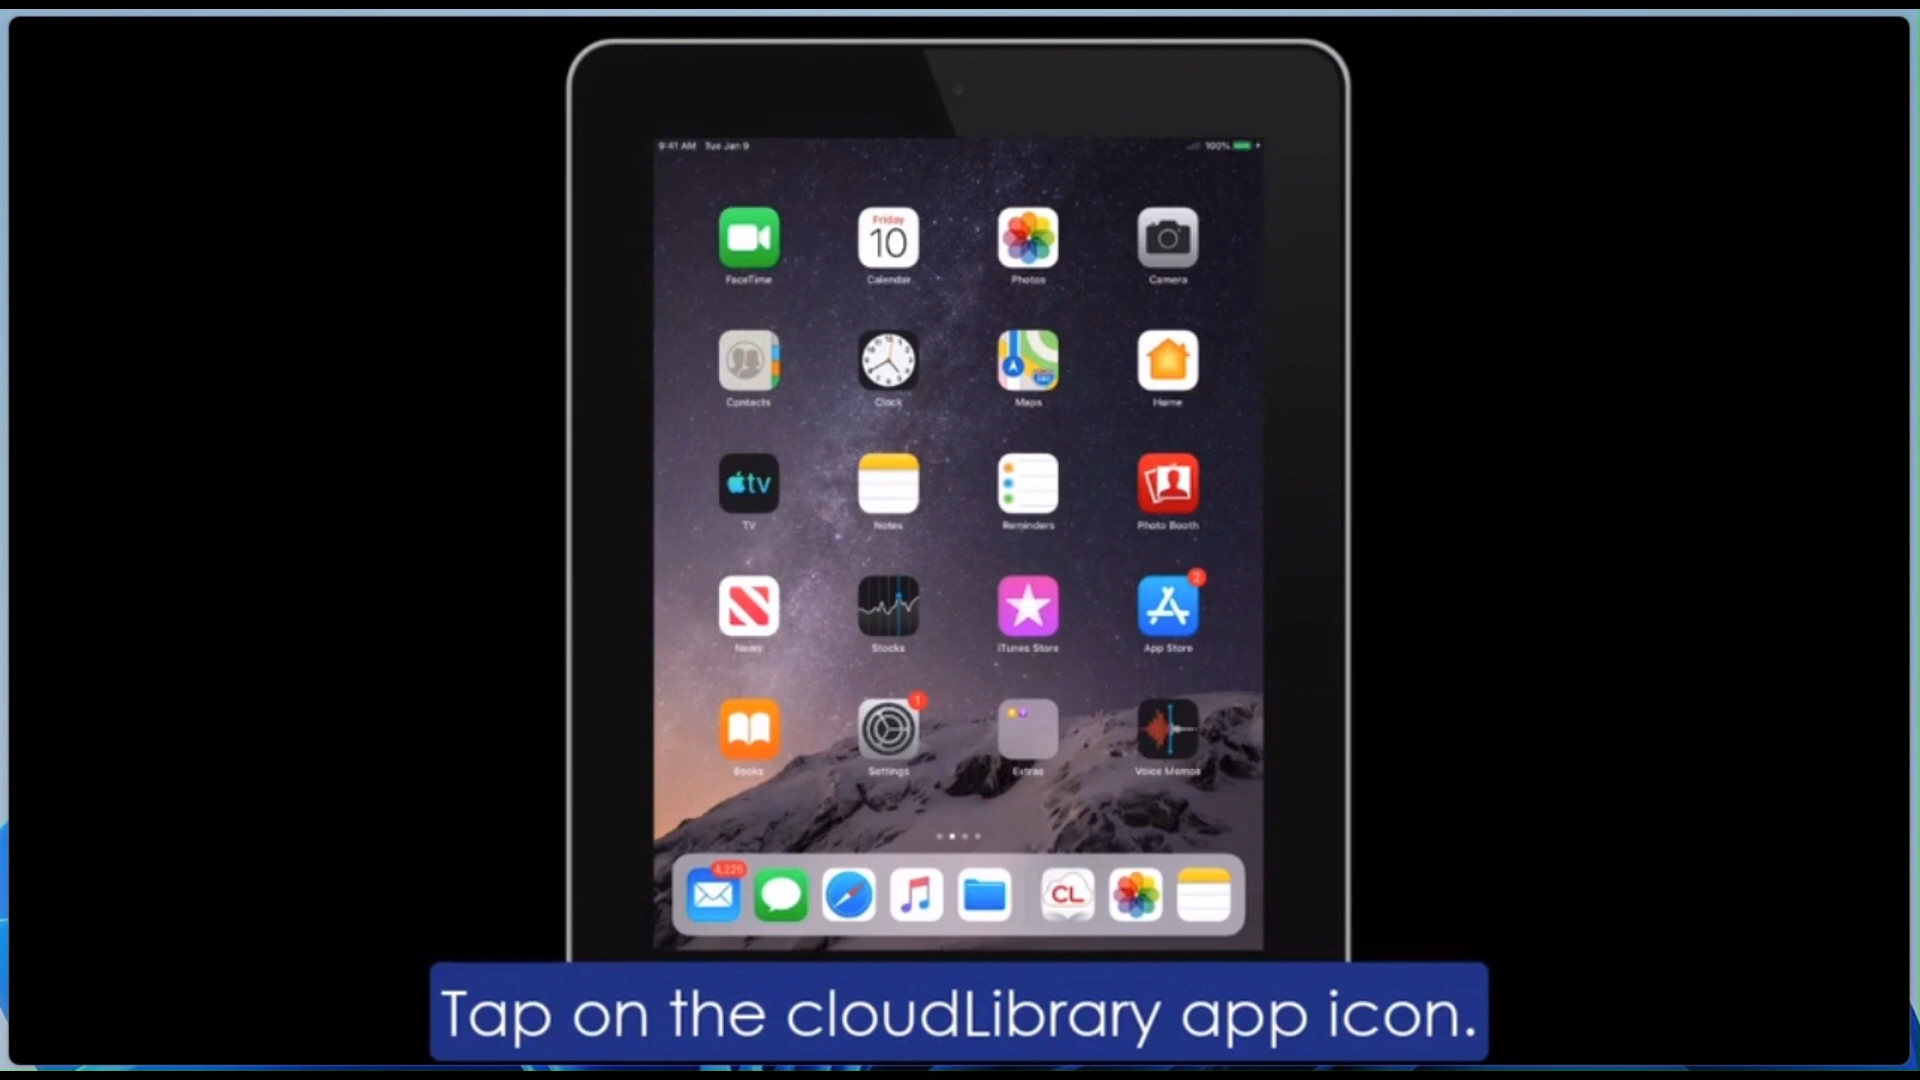 9:41 AM Tue Jan 9 100%
FaceTime
Friday
10
Calendar
Photos
Camera
Contacts
Clock
Maps
Home
tv
TV
Notes
Reminders
Photo Booth
News
Stocks
iTunes Store
2
App Store
Books
1
Settings
Extras
Voice Memos
4,225
CL
Tap on the cloudLibrary app icon.